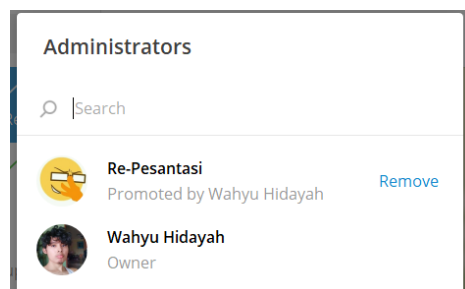 Administrators
Search
Re-Pesantasi
Promoted by Wahyu Hidayah
Remove
Wahyu Hidayah
Owner